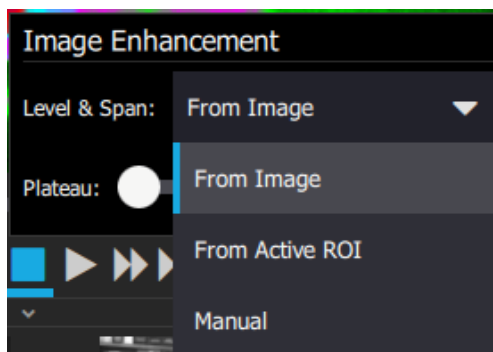 Image Enhancement
Level & Span: From Image
Plateau: From Image
From Active ROI
Manual